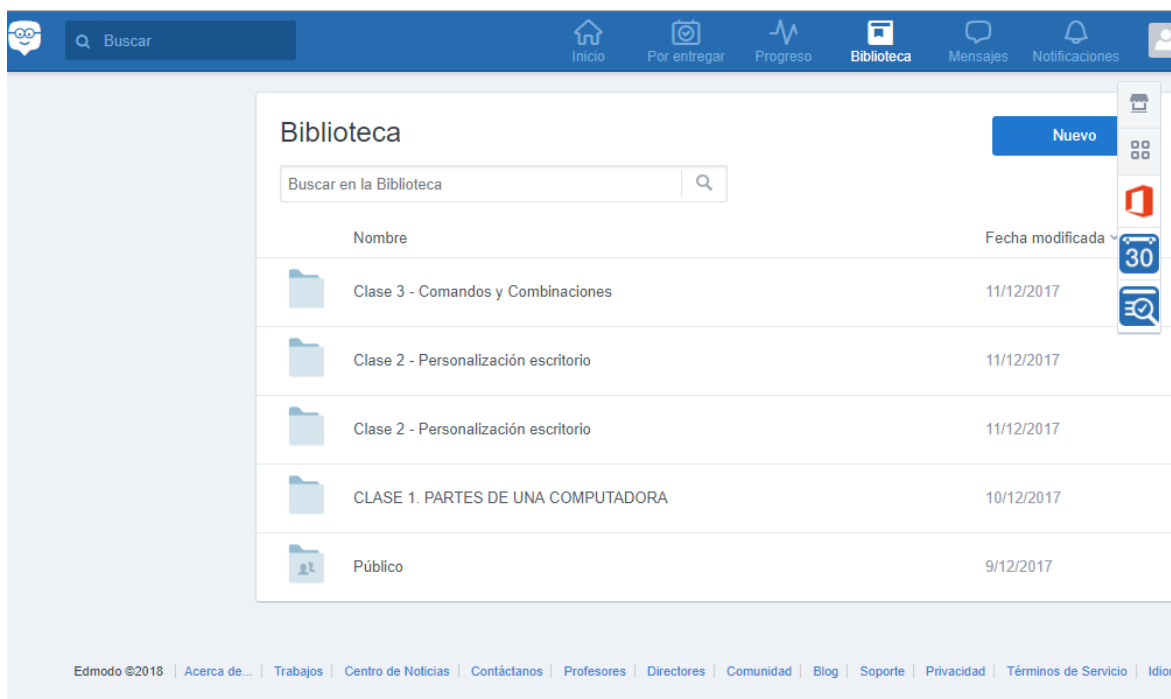 Buscar
Inicio
Por entregar
Progreso
Biblioteca
Mensajes
Notificaciones
Biblioteca
Nuevo
Buscar en la Biblioteca
Nombre Fecha modificada
30
Clase 3 - Comandos y Combinaciones 11/12/2017
Clase 2 - Personalización escritorio 11/12/2017
Clase 2 - Personalización escritorio 11/12/2017
CLASE 1. PARTES DE UNA COMPUTADORA 10/12/2017
Público 9/12/2017
Edmodo ©2018 | Acerca de... | Trabajos | Centro de Noticias | Contáctanos | Profesores | Directores | Comunidad | Blog | Soporte | Privacidad | Términos de Servicio |